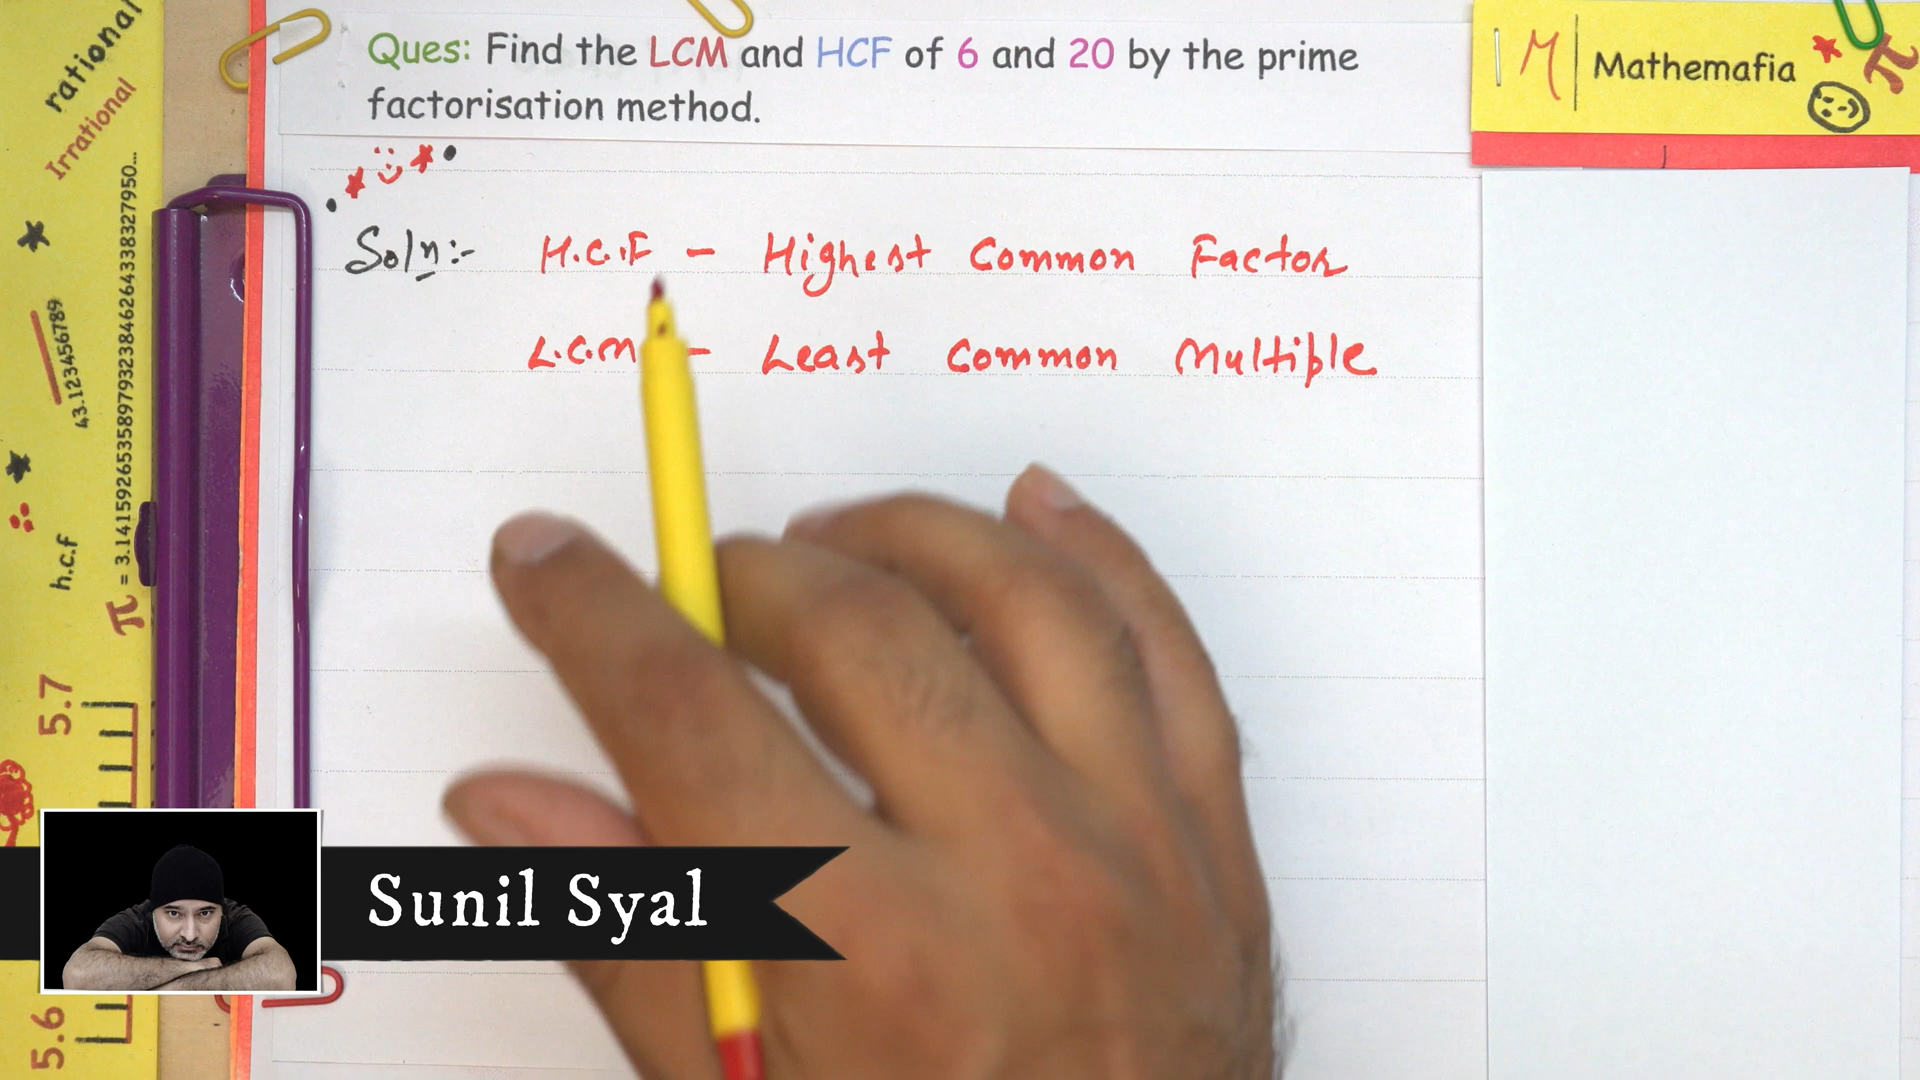 Ques: Find the LCM and HCF of 6 and 20 by the prime
factorisation method.
M Mathemafia π
Soln:- H.C.F - Highest Common Factor
L.C.M - Least Common Multiple
rational
Irrational
43.123456789
h.c.f
π = 3.14159265358979323846264338327950...
5.7
5.6
Sunil Syal